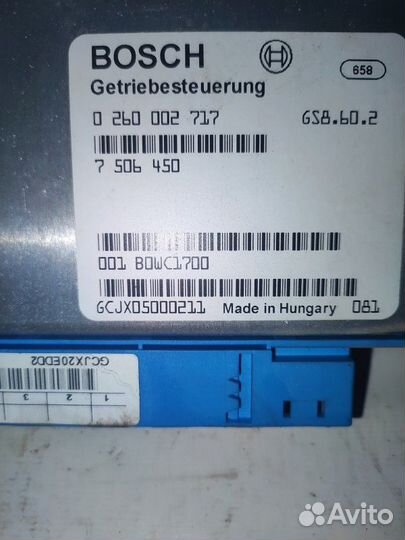 BOSCH
658
Getriebesteuerung
0 260 002 717 GS8.60.2
7 506 450
001 BOWC1700
GCJX05000211 Made in Hungary 081
GCJX20EDD2
1 2 3
Avito